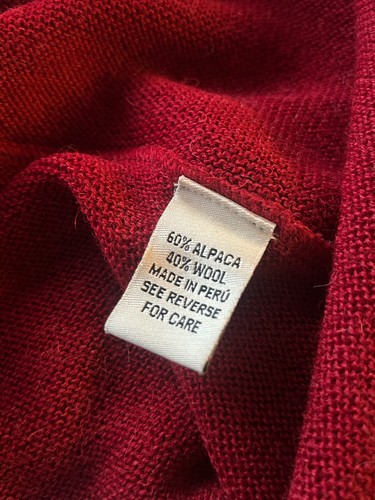 60% ALPACA
40% WOOL
MADE IN PERÚ
SEE REVERSE
FOR CARE